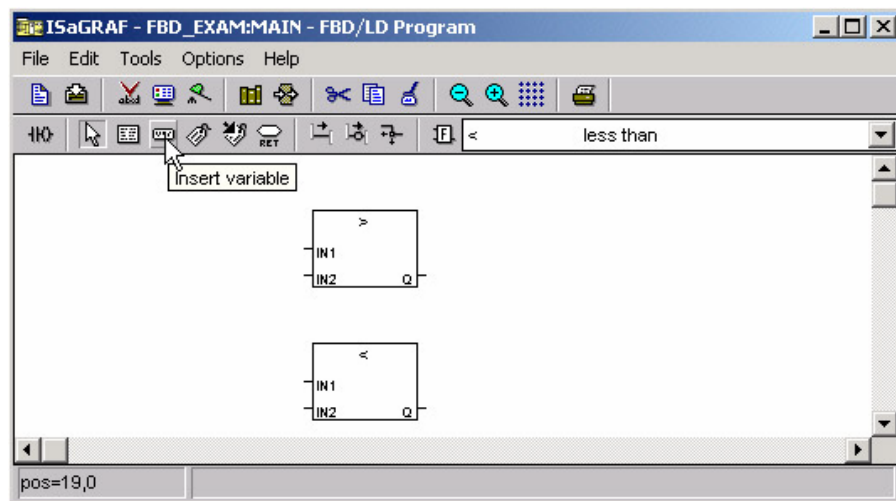 ISaGRAF - FBD_EXAM:MAIN - FBD/LD Program
File Edit Tools Options Help
abcd
RET
F
< less than
Insert variable
>
IN1
IN2 Q
<
IN1
IN2 Q
pos=19,0